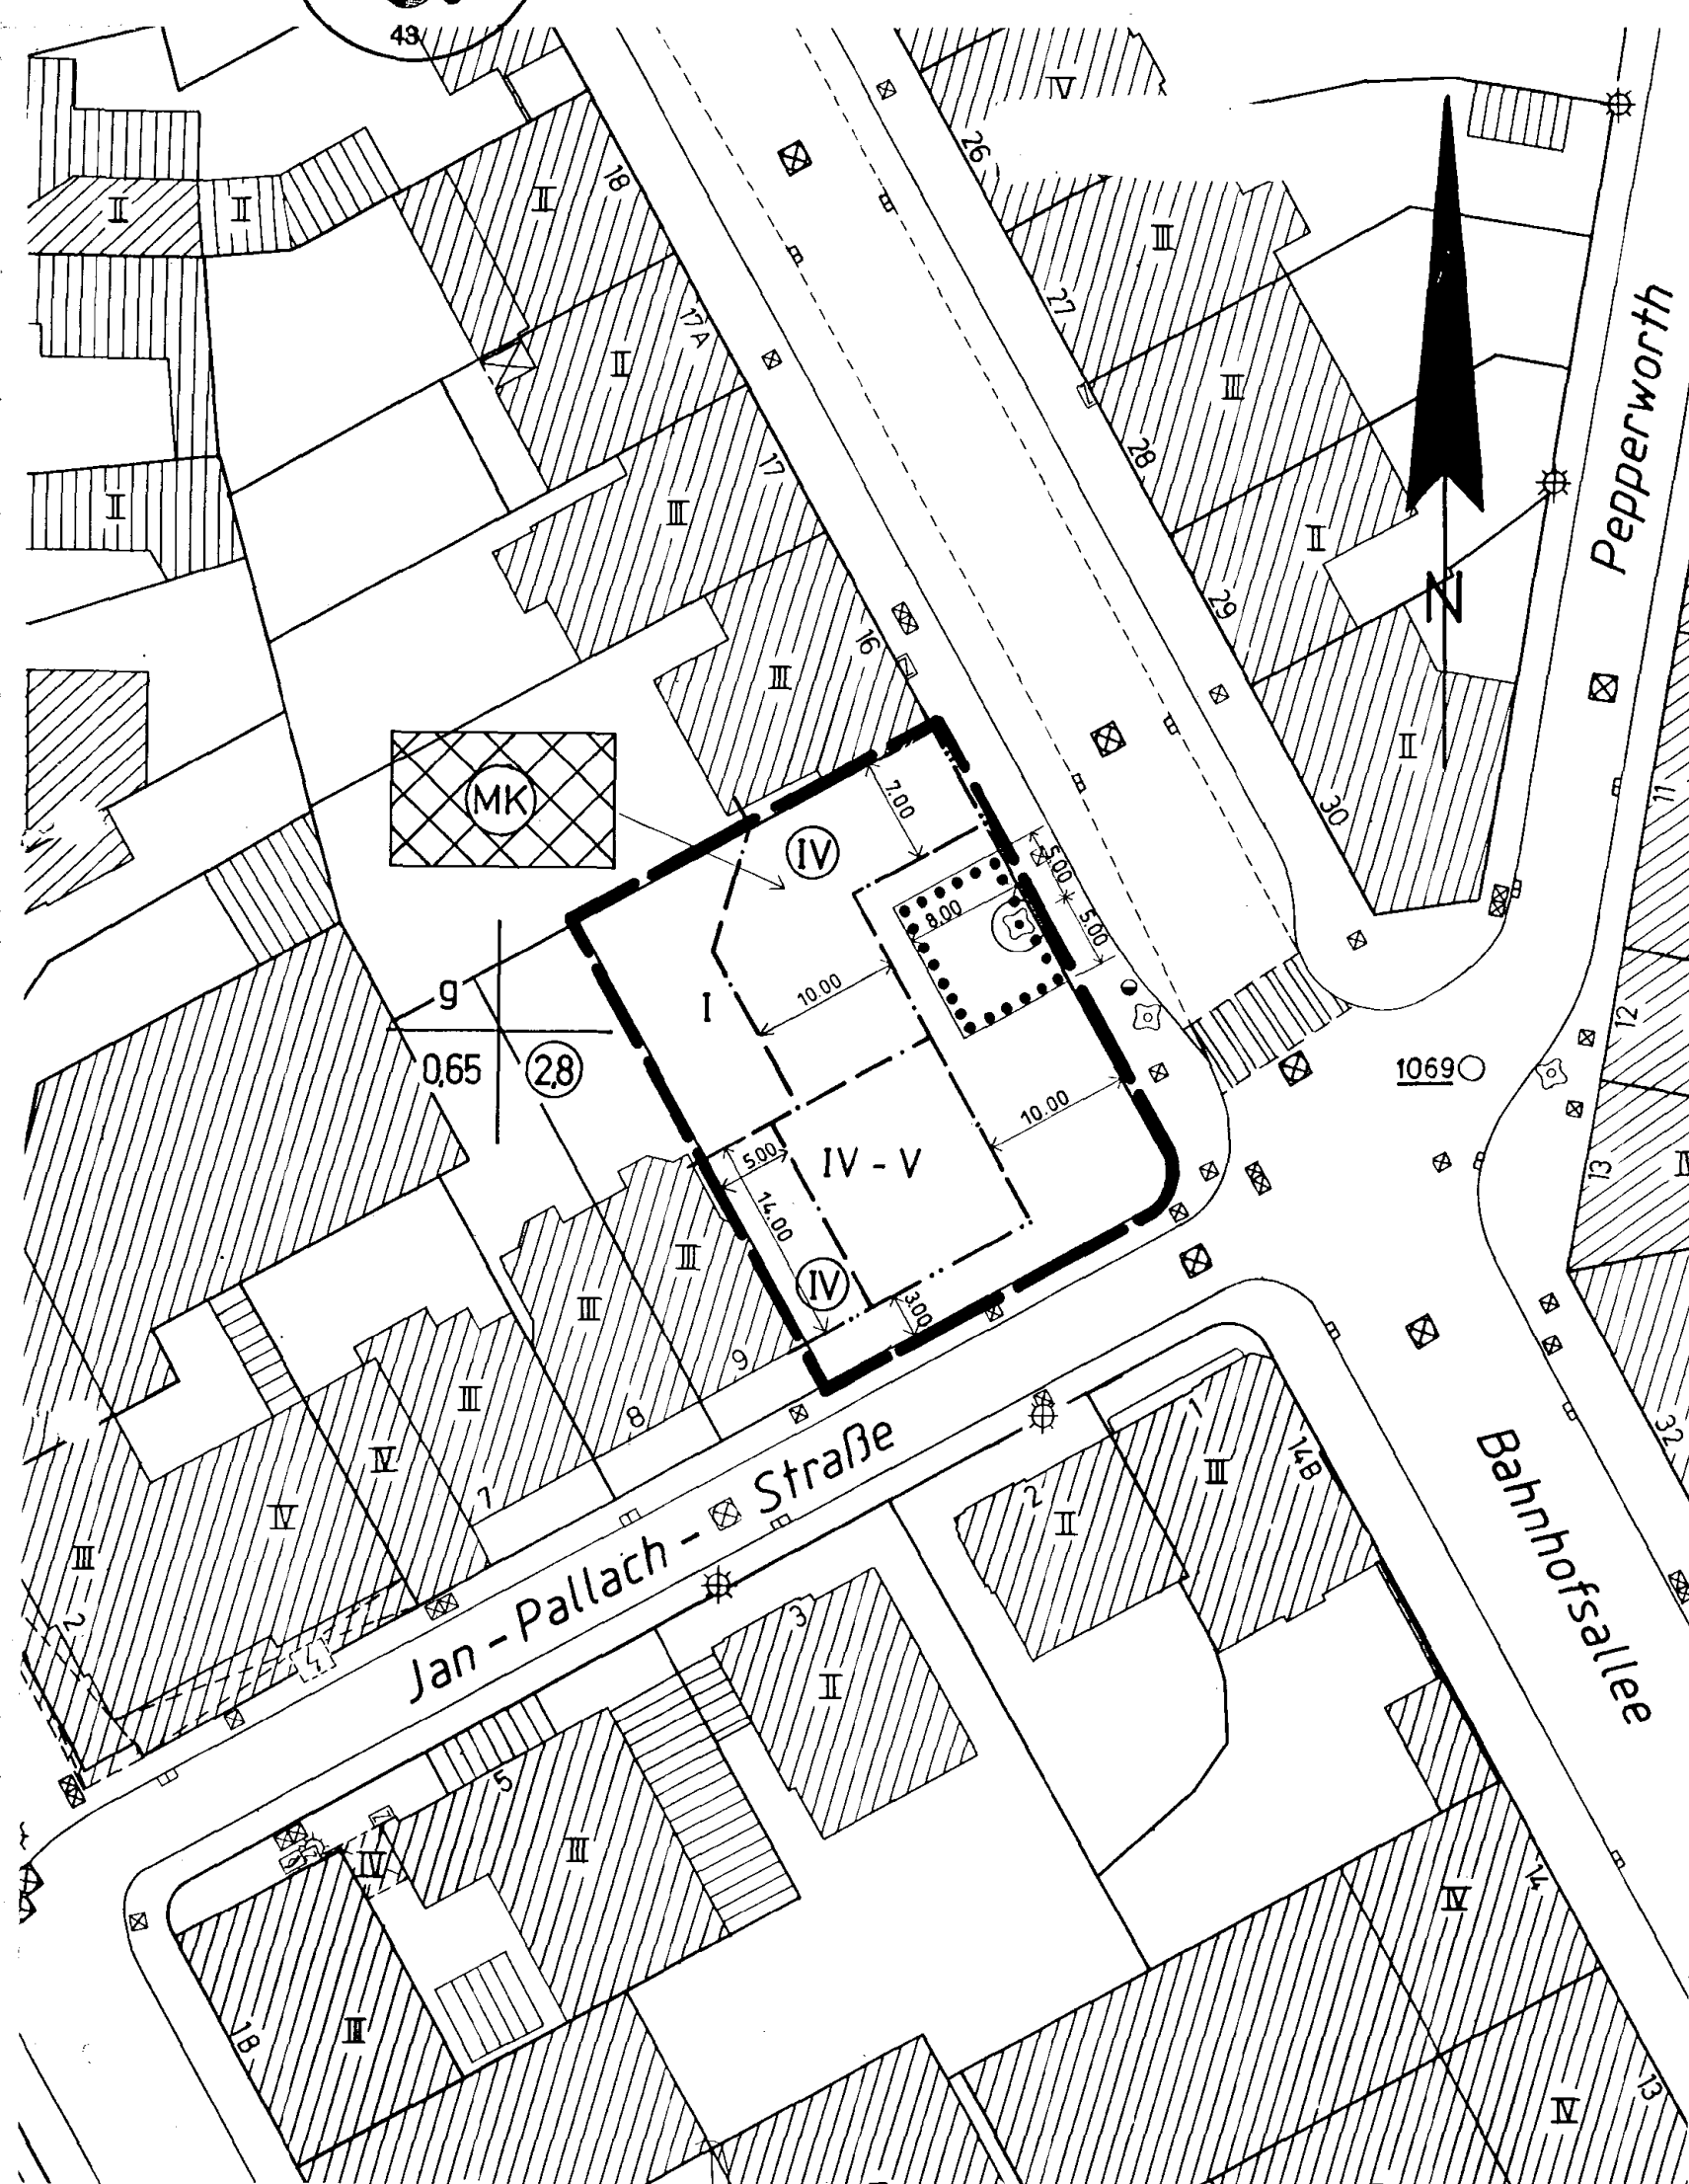 43
V
26
18
II
II
II
III
27
17A
II
III
28
17
II
III
II
29
Pepperworth
N
16
III
II
30
11
MK
7.00
IV
5.00
8.00
5.00
g
I
10.00
12
0,65
2,8
1069
10.00
13
5.00
IV - V
14.00
III
IV
III
3.00
9
III
8
IV
7
IV
III
2
Jan - Pallach - Straße
1
14B
III
2
II
32
Bahnhofsallee
3
II
5
III
IV
14
IV
1B
III
13
IV